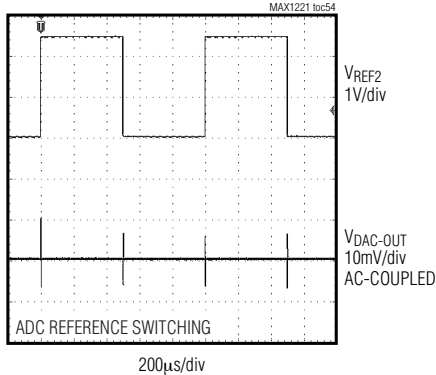 MAX1221 toc54
VREF2
1V/div
VDAC-OUT
10mV/div
AC-COUPLED
ADC REFERENCE SWITCHING
200μs/div